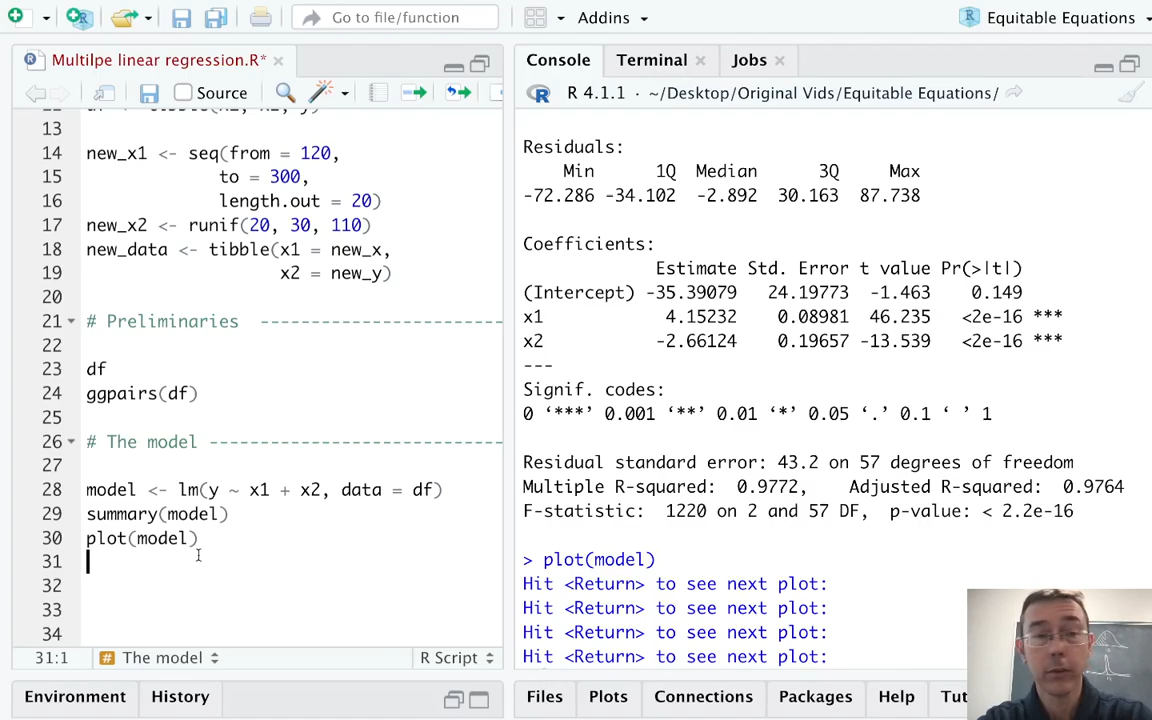 Go to file/function
Addins
Equitable Equations
Multilpe linear regression.R*
Source
13
14 new_x1 <- seq(from = 120,
15 to = 300,
16 length.out = 20)
17 new_x2 <- runif(20, 30, 110)
18 new_data <- tibble(x1 = new_x,
19 x2 = new_y)
20
21 # Preliminaries --------------------
22
23 df
24 ggpairs(df)
25
26 # The model ------------------------
27
28 model <- lm(y ~ x1 + x2, data = df)
29 summary(model)
30 plot(model)
31
32
33
34
31:1 The model R Script
Environment History
Console Terminal Jobs
R 4.1.1 · ~/Desktop/Original Vids/Equitable Equations/
Residuals:
Min 1Q Median 3Q Max
-72.286 -34.102 -2.892 30.163 87.738
Coefficients:
Estimate Std. Error t value Pr(>|t|)
(Intercept) -35.39079 24.19773 -1.463 0.149
x1 4.15232 0.08981 46.235 <2e-16 ***
x2 -2.66124 0.19657 -13.539 <2e-16 ***
---
Signif. codes:
0 ‘***’ 0.001 ‘**’ 0.01 ‘*’ 0.05 ‘.’ 0.1 ‘ ’ 1
Residual standard error: 43.2 on 57 degrees of freedom
Multiple R-squared: 0.9772, Adjusted R-squared: 0.9764
F-statistic: 1220 on 2 and 57 DF, p-value: < 2.2e-16
> plot(model)
Hit <Return> to see next plot:
Hit <Return> to see next plot:
Hit <Return> to see next plot:
Hit <Return> to see next plot:
Files Plots Connections Packages Help Tut